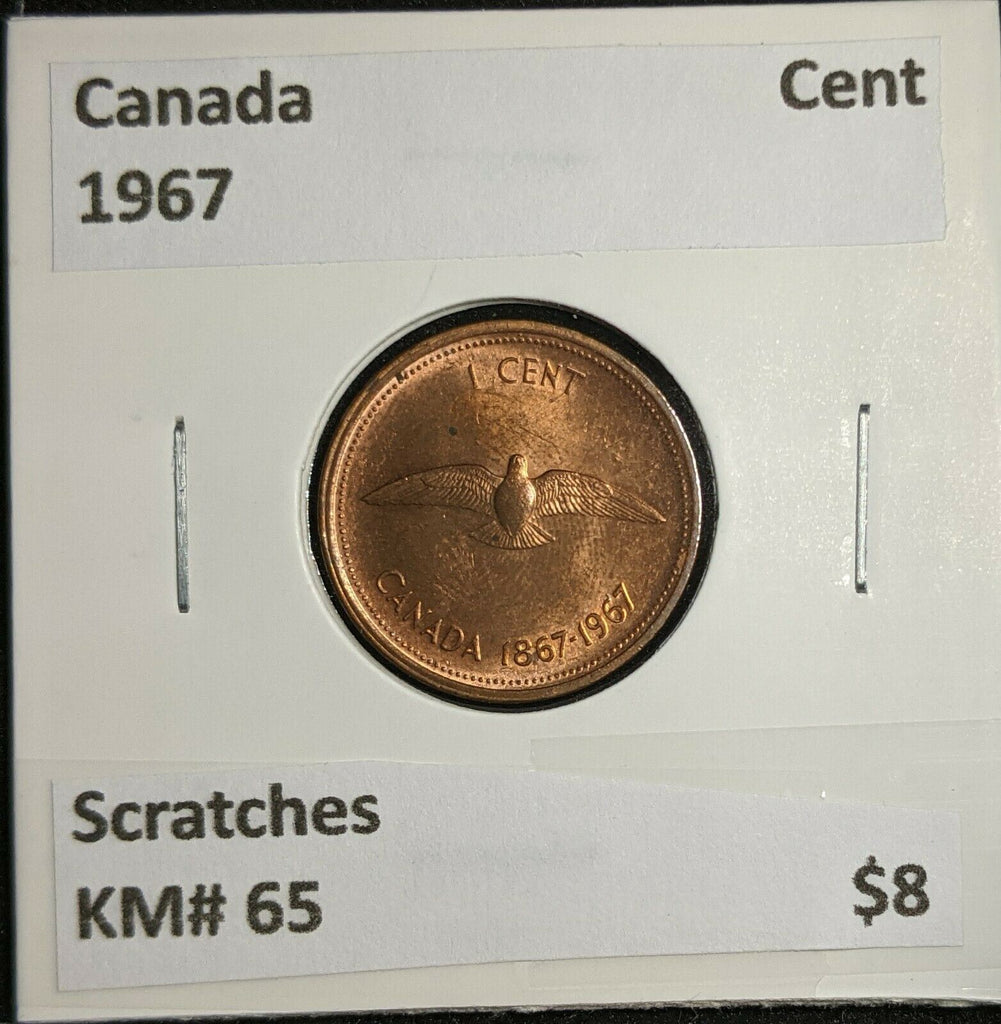 Canada Cent
1967
1 CENT
CANADA 1867-1967
Scratches
KM# 65 $8